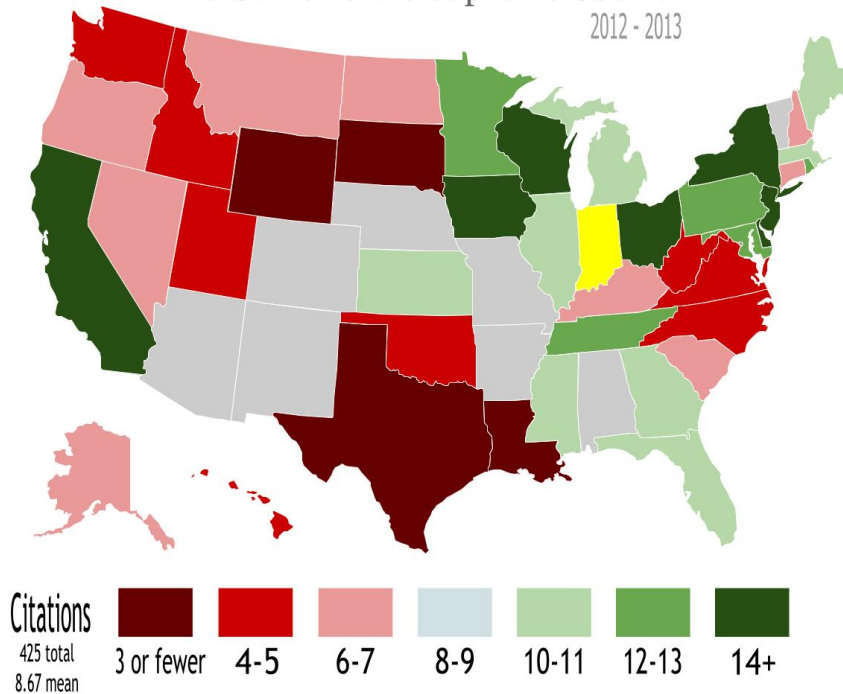 2012 - 2013
Citations
425 total
8.67 mean
3 or fewer
4-5
6-7
8-9
10-11
12-13
14+